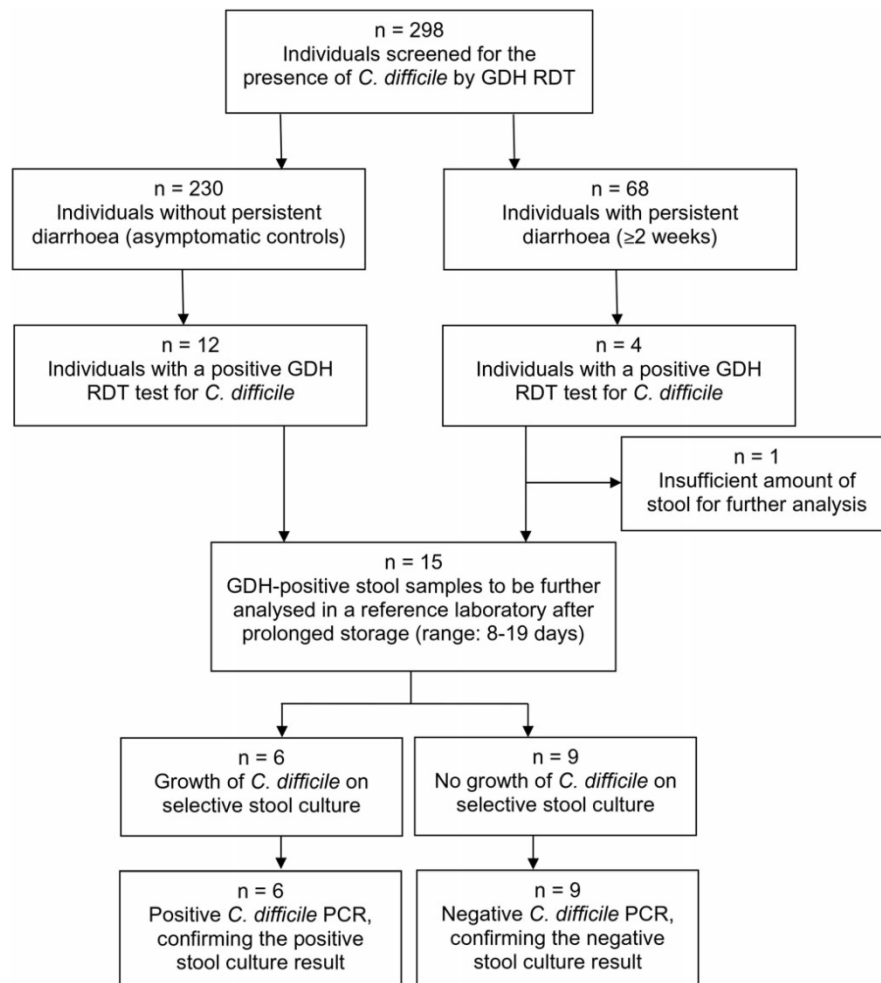 n = 298
Individuals screened for the
presence of C. difficile by GDH RDT
n = 230
Individuals without persistent
diarrhoea (asymptomatic controls)
n = 68
Individuals with persistent
diarrhoea (≥2 weeks)
n = 12
Individuals with a positive GDH
RDT test for C. difficile
n = 4
Individuals with a positive GDH
RDT test for C. difficile
n = 1
Insufficient amount of
stool for further analysis
n = 15
GDH-positive stool samples to be further
analysed in a reference laboratory after
prolonged storage (range: 8-19 days)
n = 6
Growth of C. difficile on
selective stool culture
n = 9
No growth of C. difficile on
selective stool culture
n = 6
Positive C. difficile PCR,
confirming the positive
stool culture result
n = 9
Negative C. difficile PCR,
confirming the negative
stool culture result